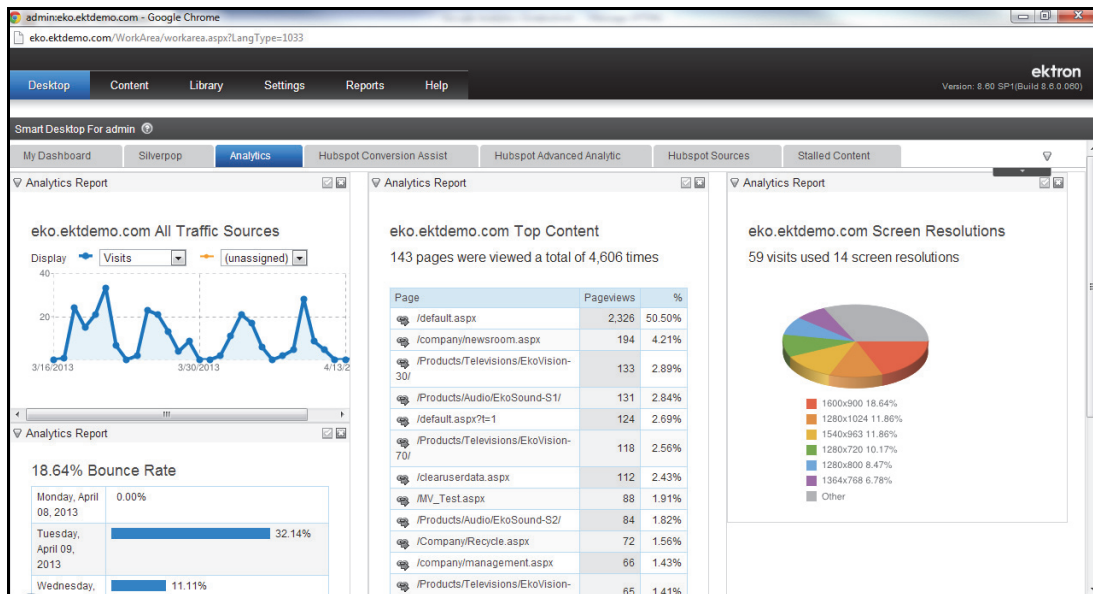 admin:eko.ektdemo.com - Google Chrome
eko.ektdemo.com/WorkArea/workarea.aspx?LangType=1033
ektron
Desktop Content Library Settings Reports Help
Version: 8.60 SP1(Build 8.6.0.060)
Smart Desktop For admin
My Dashboard Silverpop Analytics Hubspot Conversion Assist Hubspot Advanced Analytic Hubspot Sources Stalled Content
Analytics Report
eko.ektdemo.com All Traffic Sources
Display Visits (unassigned)
40
20
3/16/2013 3/30/2013 4/13/2
Analytics Report
18.64% Bounce Rate
Monday, April 08, 2013 0.00%
Tuesday, April 09, 2013 32.14%
Wednesday, 11.11%
Analytics Report
eko.ektdemo.com Top Content
143 pages were viewed a total of 4,606 times
Page Pageviews %
/default.aspx 2,326 50.50%
/company/newsroom.aspx 194 4.21%
/Products/Televisions/EkoVision-30/ 133 2.89%
/Products/Audio/EkoSound-S1/ 131 2.84%
/default.aspx?t=1 124 2.69%
/Products/Televisions/EkoVision-70/ 118 2.56%
/clearuserdata.aspx 112 2.43%
/MV_Test.aspx 88 1.91%
/Products/Audio/EkoSound-S2/ 84 1.82%
/Company/Recycle.aspx 72 1.56%
/company/management.aspx 66 1.43%
/Products/Televisions/EkoVision- 65 1.41%
Analytics Report
eko.ektdemo.com Screen Resolutions
59 visits used 14 screen resolutions
1600x900 18.64%
1280x1024 11.86%
1540x963 11.86%
1280x720 10.17%
1280x800 8.47%
1364x768 6.78%
Other